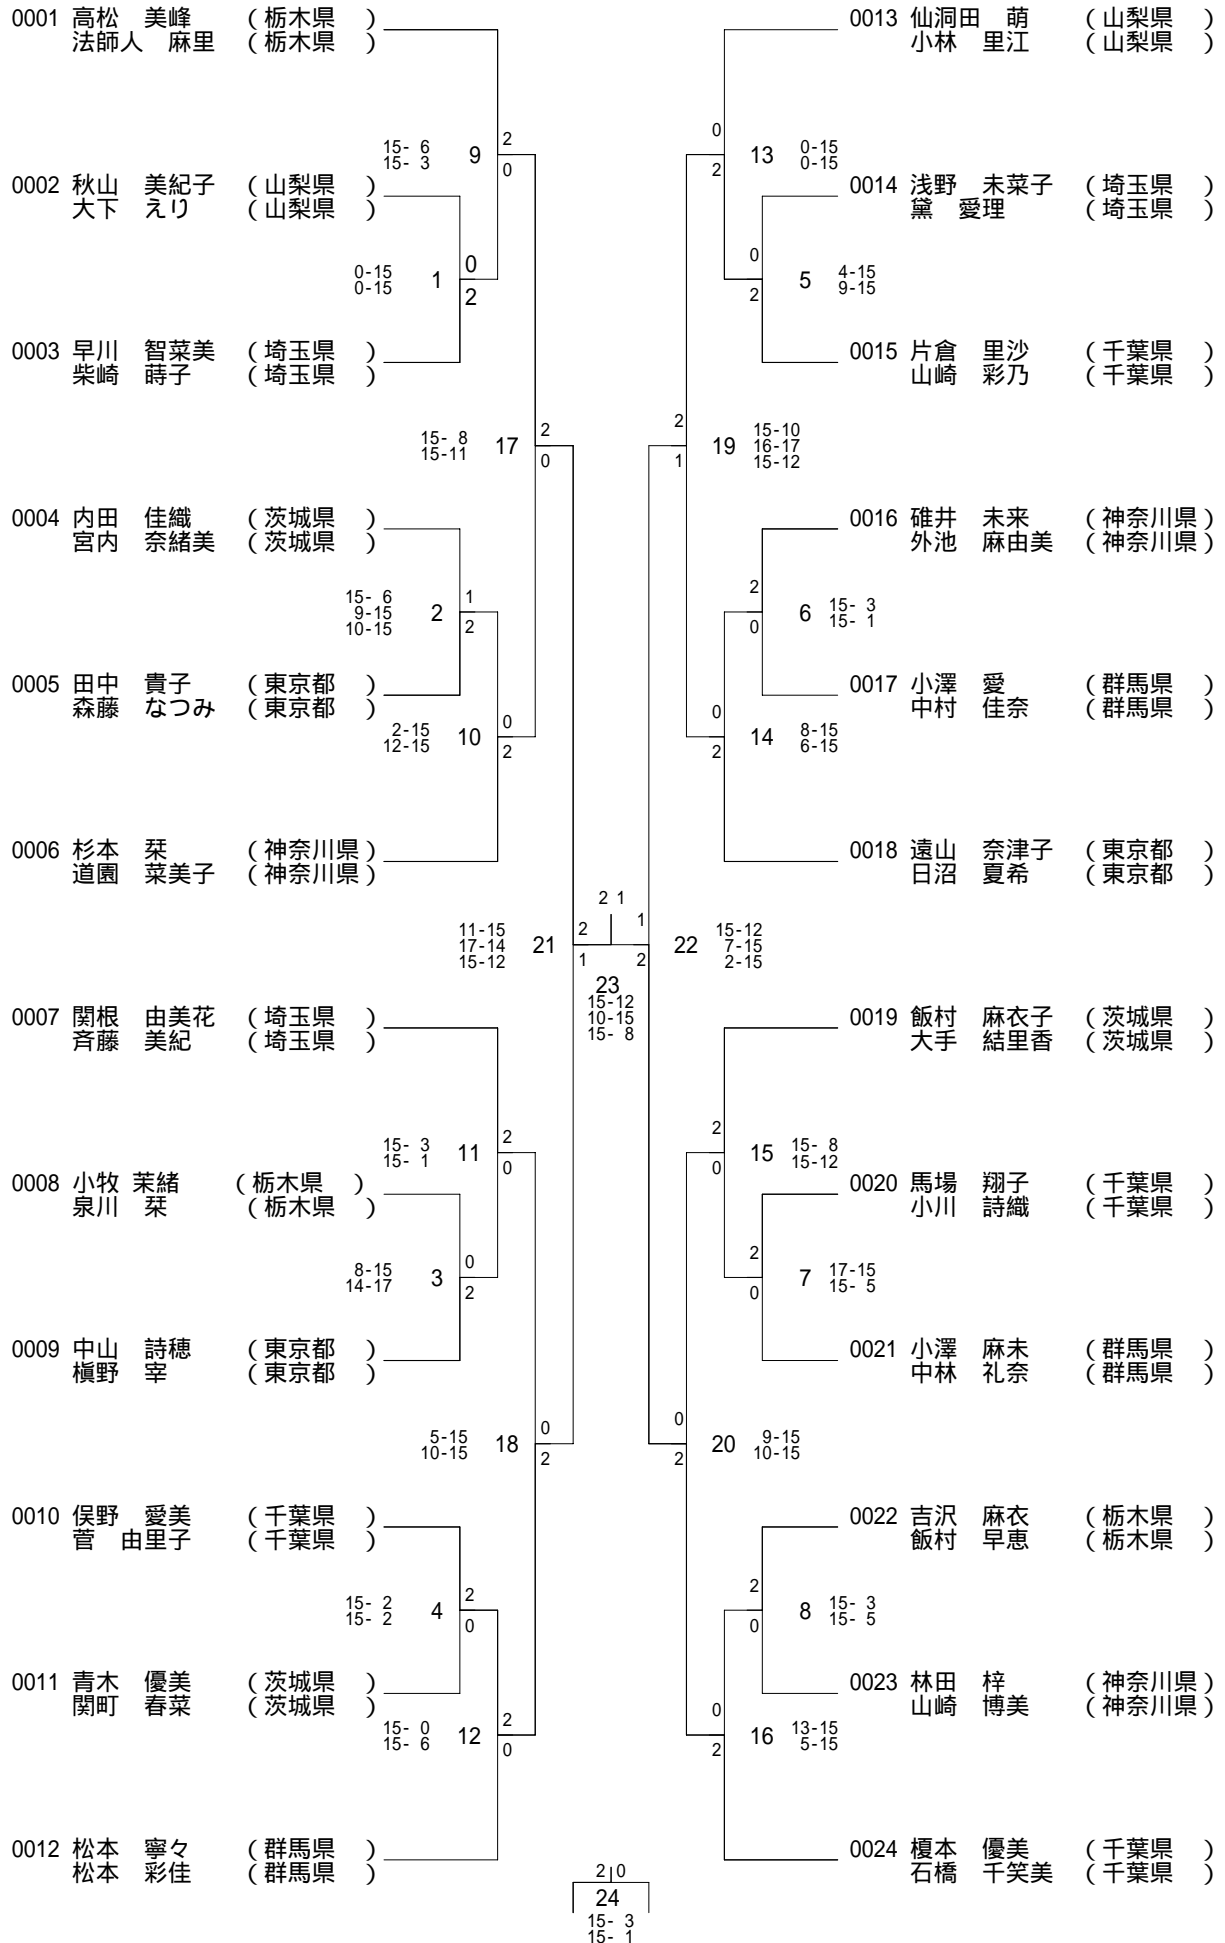 0001 高松 美峰 (栃木県)
法師人 麻里 (栃木県)
15- 6
15- 3
9
2
0
0002 秋山 美紀子 (山梨県)
大下 えり (山梨県)
0-15
0-15
1
0
2
0003 早川 智菜美 (埼玉県)
柴崎 蒔子 (埼玉県)
15- 8
15-11
17
2
0
0004 内田 佳織 (茨城県)
宮内 奈緒美 (茨城県)
15- 6
9-15
10-15
2
1
2
0005 田中 貴子 (東京都)
森藤 なつみ (東京都)
2-15
12-15
10
0
2
0006 杉本 栞 (神奈川県)
道園 菜美子 (神奈川県)
11-15
17-14
15-12
21
2
1
2 1
23
15-12
10-15
15- 8
0007 関根 由美花 (埼玉県)
斉藤 美紀 (埼玉県)
15- 3
15- 1
11
2
0
0008 小牧 茉緒 (栃木県)
泉川 栞 (栃木県)
8-15
14-17
3
0
2
0009 中山 詩穂 (東京都)
槇野 宰 (東京都)
5-15
10-15
18
0
2
0010 俣野 愛美 (千葉県)
菅 由里子 (千葉県)
15- 2
15- 2
4
2
0
0011 青木 優美 (茨城県)
関町 春菜 (茨城県)
15- 0
15- 6
12
2
0
0012 松本 寧々 (群馬県)
松本 彩佳 (群馬県)
2 0
24
15- 3
15- 1
0013 仙洞田 萌 (山梨県)
小林 里江 (山梨県)
0
2
13
0-15
0-15
0014 浅野 未菜子 (埼玉県)
黛 愛理 (埼玉県)
0
2
5
4-15
9-15
0015 片倉 里沙 (千葉県)
山崎 彩乃 (千葉県)
2
1
19
15-10
16-17
15-12
0016 碓井 未来 (神奈川県)
外池 麻由美 (神奈川県)
2
0
6
15- 3
15- 1
0017 小澤 愛 (群馬県)
中村 佳奈 (群馬県)
0
2
14
8-15
6-15
0018 遠山 奈津子 (東京都)
日沼 夏希 (東京都)
1
2
22
15-12
7-15
2-15
0019 飯村 麻衣子 (茨城県)
大手 結里香 (茨城県)
2
0
15
15- 8
15-12
0020 馬場 翔子 (千葉県)
小川 詩織 (千葉県)
2
0
7
17-15
15- 5
0021 小澤 麻未 (群馬県)
中林 礼奈 (群馬県)
0
2
20
9-15
10-15
0022 吉沢 麻衣 (栃木県)
飯村 早恵 (栃木県)
2
0
8
15- 3
15- 5
0023 林田 梓 (神奈川県)
山崎 博美 (神奈川県)
0
2
16
13-15
5-15
0024 榎本 優美 (千葉県)
石橋 千笑美 (千葉県)